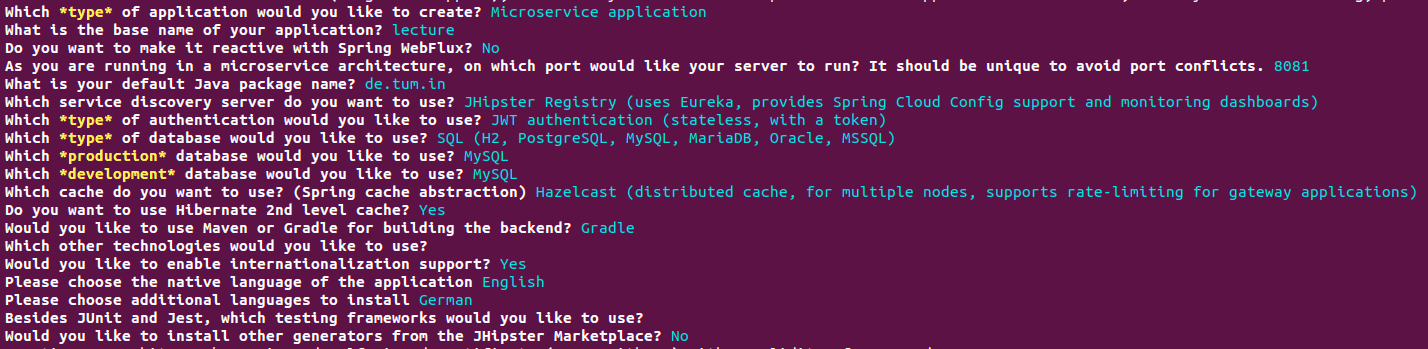 Which *type* of application would you like to create? Microservice application
What is the base name of your application? lecture
Do you want to make it reactive with Spring WebFlux? No
As you are running in a microservice architecture, on which port would like your server to run? It should be unique to avoid port conflicts. 8081
What is your default Java package name? de.tum.in
Which service discovery server do you want to use? JHipster Registry (uses Eureka, provides Spring Cloud Config support and monitoring dashboards)
Which *type* of authentication would you like to use? JWT authentication (stateless, with a token)
Which *type* of database would you like to use? SQL (H2, PostgreSQL, MySQL, MariaDB, Oracle, MSSQL)
Which *production* database would you like to use? MySQL
Which *development* database would you like to use? MySQL
Which cache do you want to use? (Spring cache abstraction) Hazelcast (distributed cache, for multiple nodes, supports rate-limiting for gateway applications)
Do you want to use Hibernate 2nd level cache? Yes
Would you like to use Maven or Gradle for building the backend? Gradle
Which other technologies would you like to use?
Would you like to enable internationalization support? Yes
Please choose the native language of the application English
Please choose additional languages to install German
Besides JUnit and Jest, which testing frameworks would you like to use?
Would you like to install other generators from the JHipster Marketplace? No